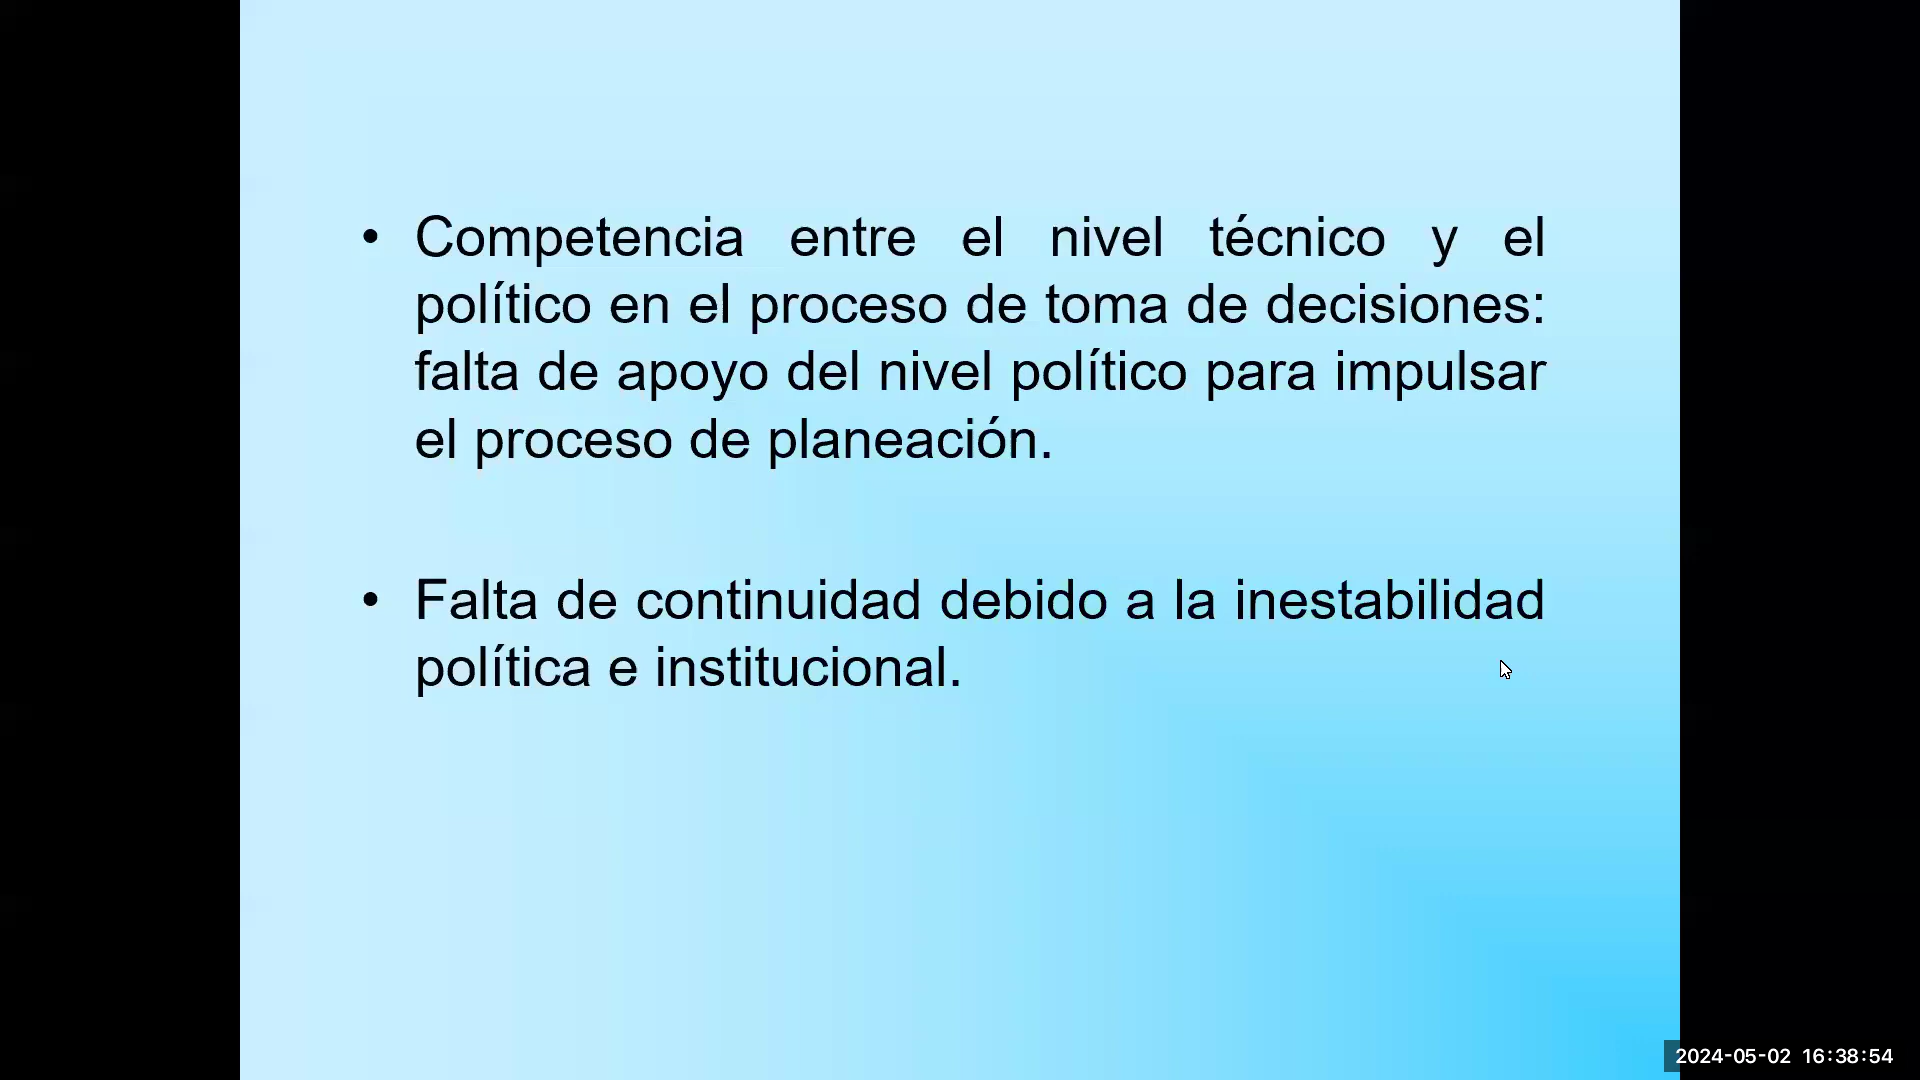 • Competencia entre el nivel técnico y el
político en el proceso de toma de decisiones:
falta de apoyo del nivel político para impulsar
el proceso de planeación.
• Falta de continuidad debido a la inestabilidad
política e institucional.
2024-05-02 16:38:54